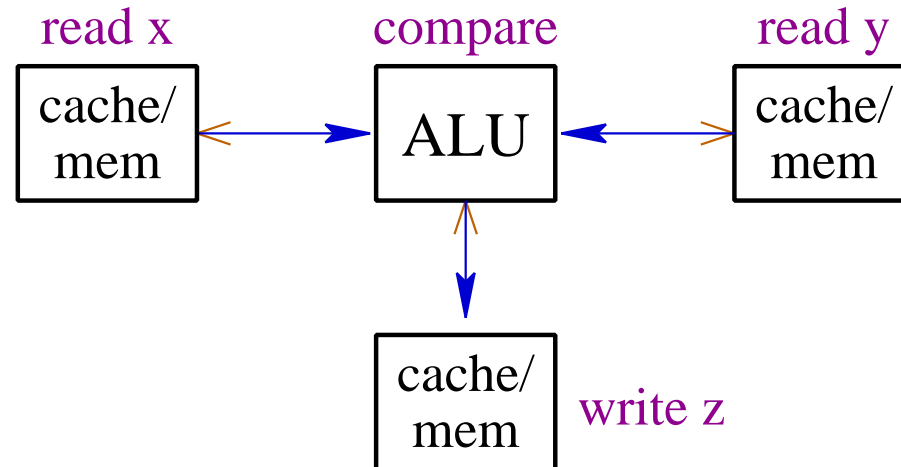 read x
compare
read y
cache/
mem
ALU
cache/
mem
cache/
mem
write z